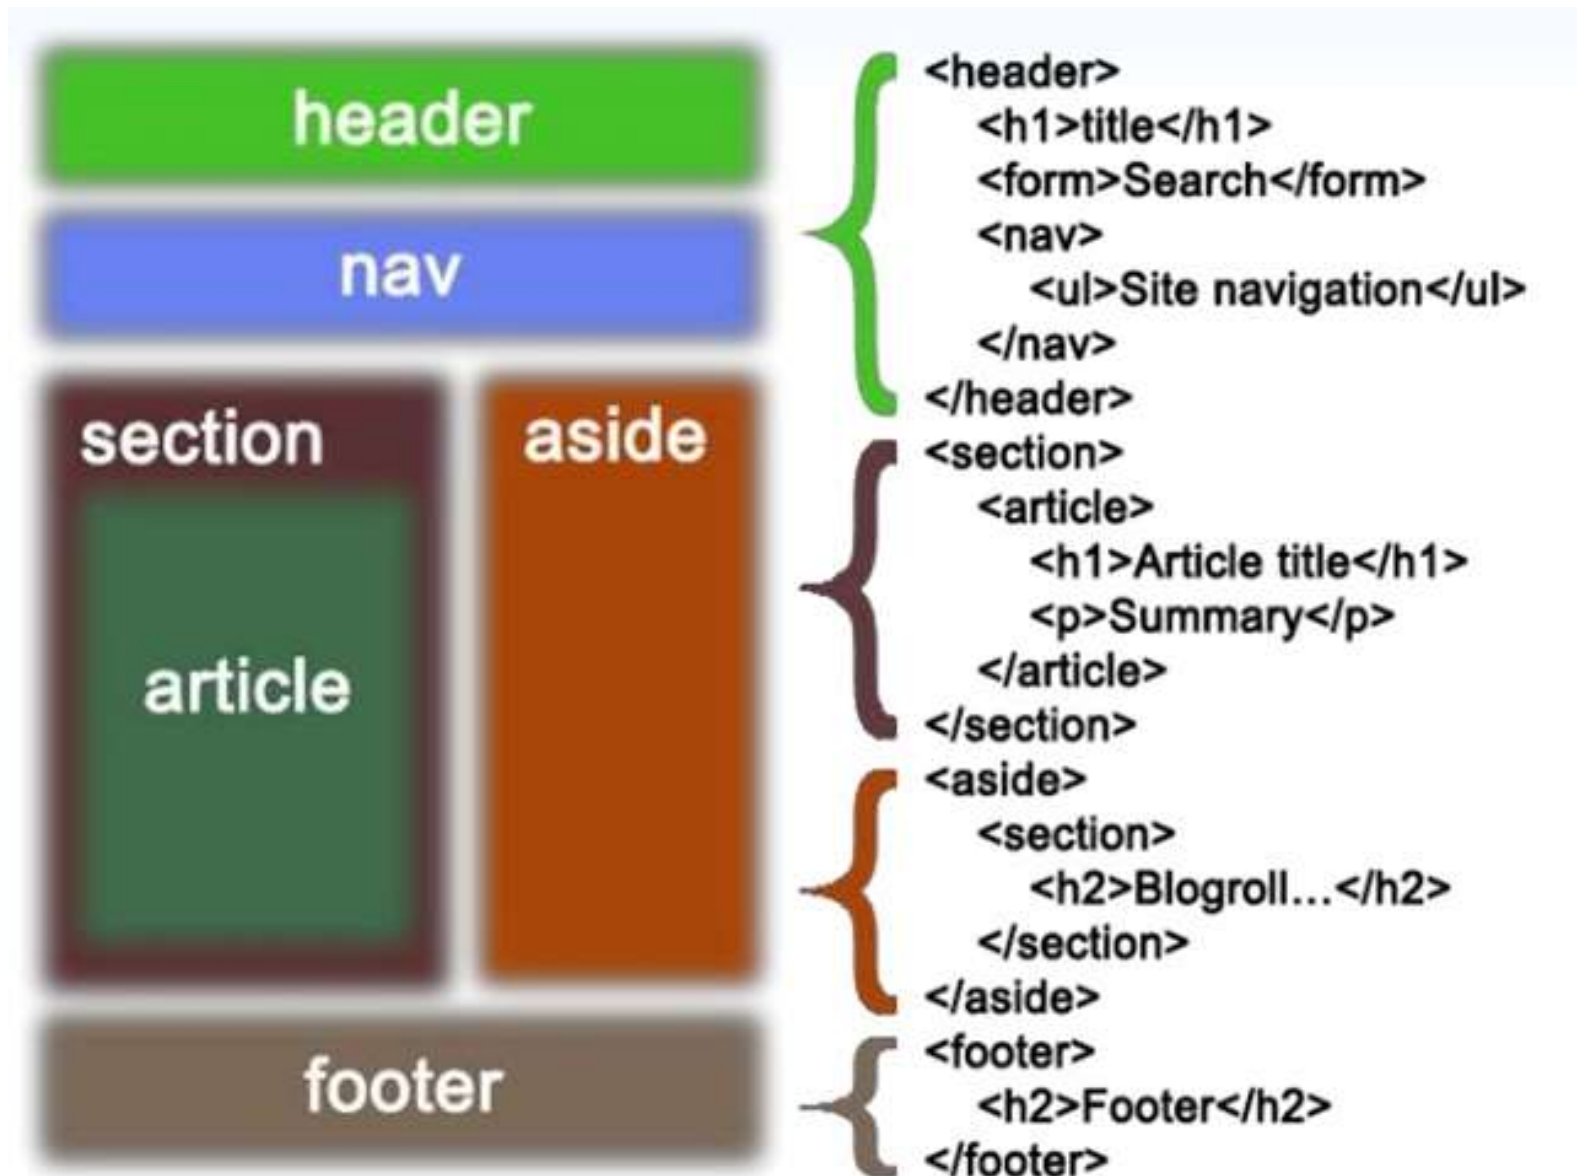 header
nav
section
aside
article
footer
<header>
<h1>title</h1>
<form>Search</form>
<nav>
<ul>Site navigation</ul>
</nav>
</header>
<section>
<article>
<h1>Article title</h1>
<p>Summary</p>
</article>
</section>
<aside>
<section>
<h2>Blogroll...</h2>
</section>
</aside>
<footer>
<h2>Footer</h2>
</footer>